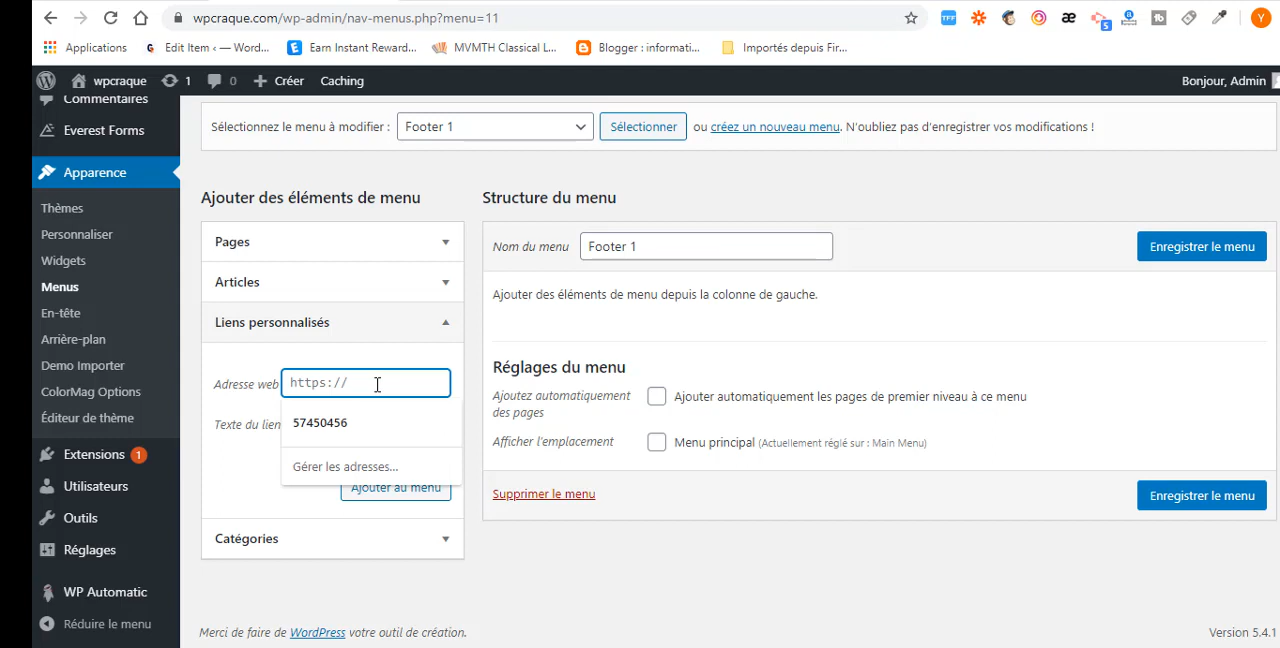 wpcraque.com/wp-admin/nav-menus.php?menu=11
Applications
Edit Item ‹ — Word...
Earn Instant Reward...
MVMTH Classical L...
Blogger : informati...
Importés depuis Fir...
wpcraque
1
0
Créer
Caching
Bonjour, Admin
Commentaires
Everest Forms
Apparence
Thèmes
Personnaliser
Widgets
Menus
En-tête
Arrière-plan
Demo Importer
ColorMag Options
Éditeur de thème
Extensions 1
Utilisateurs
Outils
Réglages
WP Automatic
Réduire le menu
Sélectionnez le menu à modifier : Footer 1 Sélectionner ou créez un nouveau menu. N'oubliez pas d'enregistrer vos modifications !
Ajouter des éléments de menu
Pages
Articles
Liens personnalisés
Adresse web https://
57450456
Texte du lien
Gérer les adresses...
Ajouter au menu
Catégories
Structure du menu
Nom du menu Footer 1 Enregistrer le menu
Ajouter des éléments de menu depuis la colonne de gauche.
Réglages du menu
Ajoutez automatiquement
des pages
Ajouter automatiquement les pages de premier niveau à ce menu
Afficher l'emplacement
Menu principal (Actuellement réglé sur : Main Menu)
Supprimer le menu
Enregistrer le menu
Merci de faire de WordPress votre outil de création.
Version 5.4.1